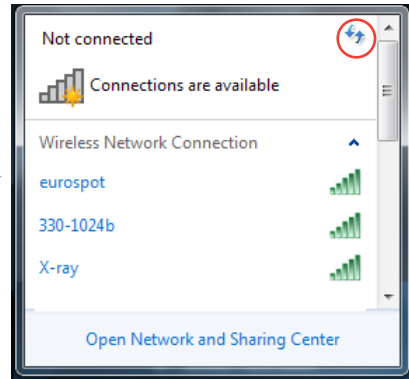 Not connected
Connections are available
Wireless Network Connection
eurospot
330-1024b
X-ray
Open Network and Sharing Center